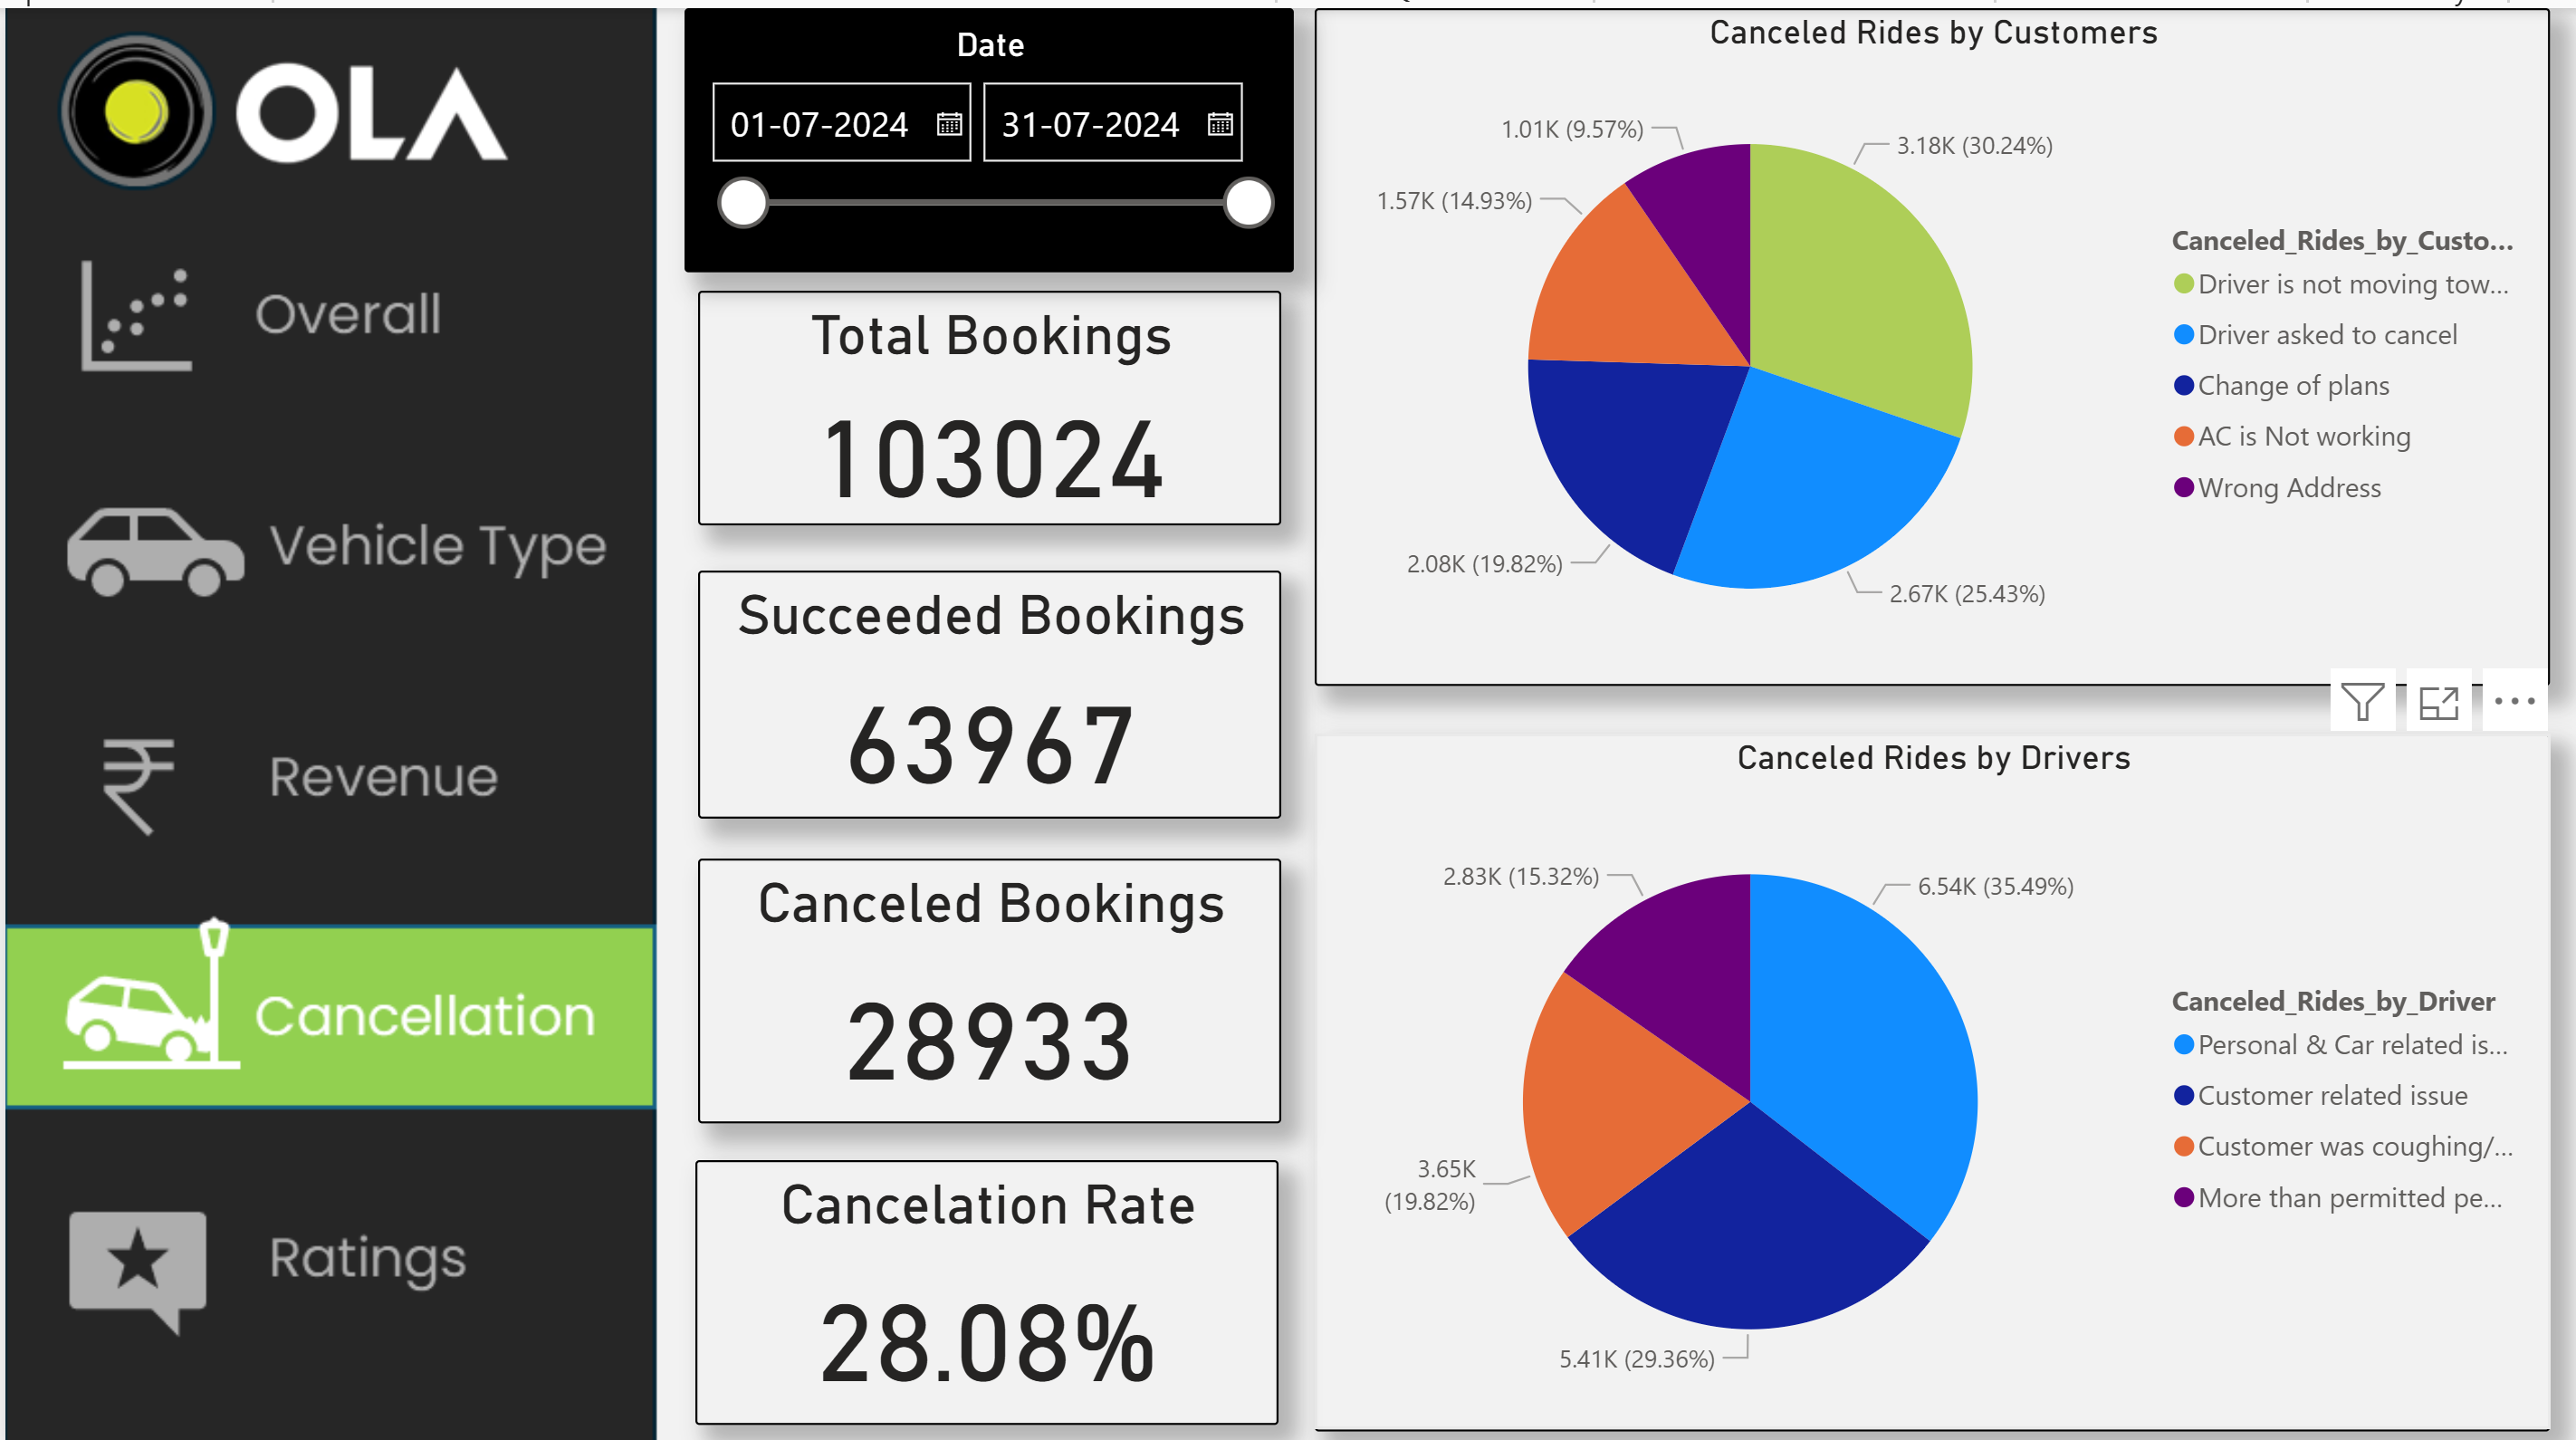 OLA
Overall
Vehicle Type
Revenue
Cancellation
Ratings
Date
01-07-2024
31-07-2024
Total Bookings
103024
Succeeded Bookings
63967
Canceled Bookings
28933
Cancelation Rate
28.08%
Canceled Rides by Customers
1.01K (9.57%)
3.18K (30.24%)
1.57K (14.93%)
2.08K (19.82%)
2.67K (25.43%)
Canceled_Rides_by_Custo...
Driver is not moving tow...
Driver asked to cancel
Change of plans
AC is Not working
Wrong Address
Canceled Rides by Drivers
2.83K (15.32%)
6.54K (35.49%)
3.65K
(19.82%)
5.41K (29.36%)
Canceled_Rides_by_Driver
Personal & Car related is...
Customer related issue
Customer was coughing/...
More than permitted pe...